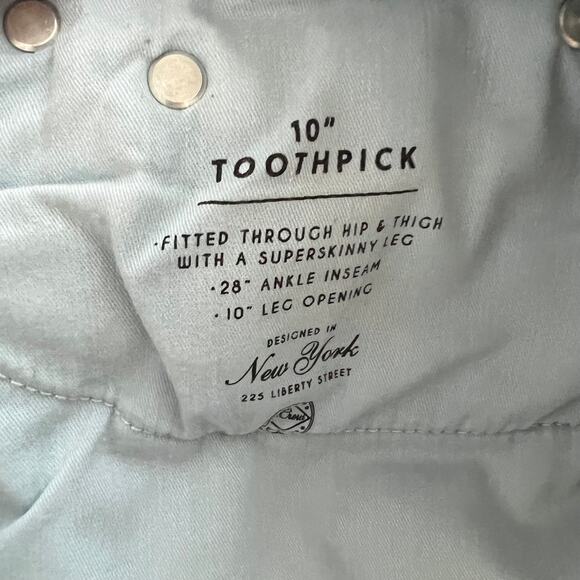 10"
TOOTHPICK
•FITTED THROUGH HIP & THIGH
WITH A SUPERSKINNY LEG
•28" ANKLE INSEAM
•10" LEG OPENING
DESIGNED IN
New York
225 LIBERTY STREET
Crew